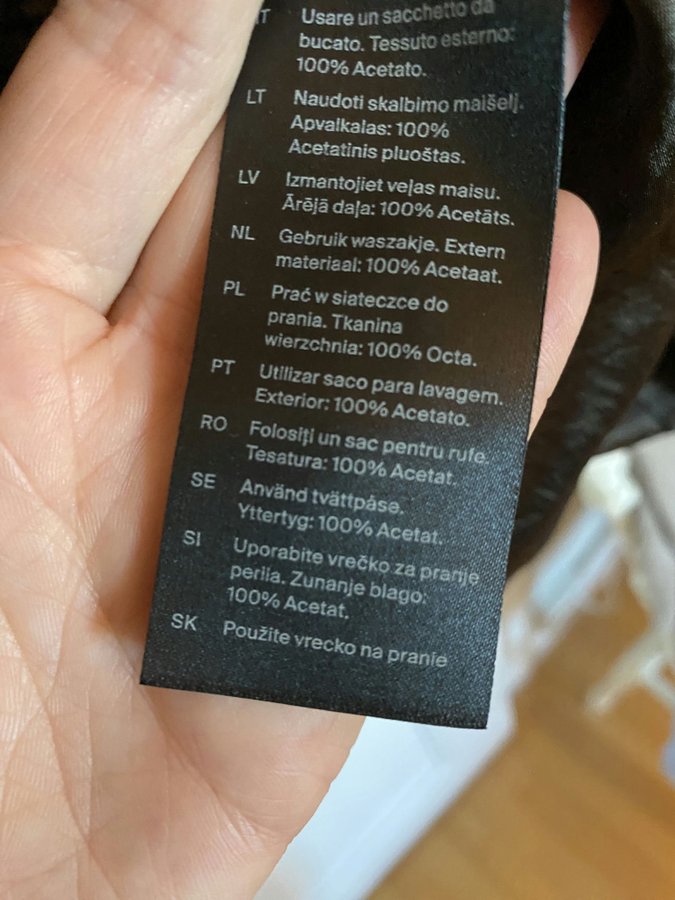 IT Usare un sacchetto da
bucato. Tessuto esterno:
100% Acetato.
LT Naudoti skalbimo maišelį.
Apvalkalas: 100%
Acetatinis pluoštas.
LV Izmantojiet veļas maisu.
Ārējā daļa: 100% Acetāts.
NL Gebruik waszakje. Extern
materiaal: 100% Acetaat.
PL Prać w siateczce do
prania. Tkanina
wierzchnia: 100% Octa.
PT Utilizar saco para lavagem.
Exterior: 100% Acetato.
RO Folosiți un sac pentru rufe.
Tesatura: 100% Acetat.
SE Använd tvättpåse.
Yttertyg: 100% Acetat.
SI Uporabite vrečko za pranje
perila. Zunanje blago:
100% Acetat.
SK Použite vrecko na pranie